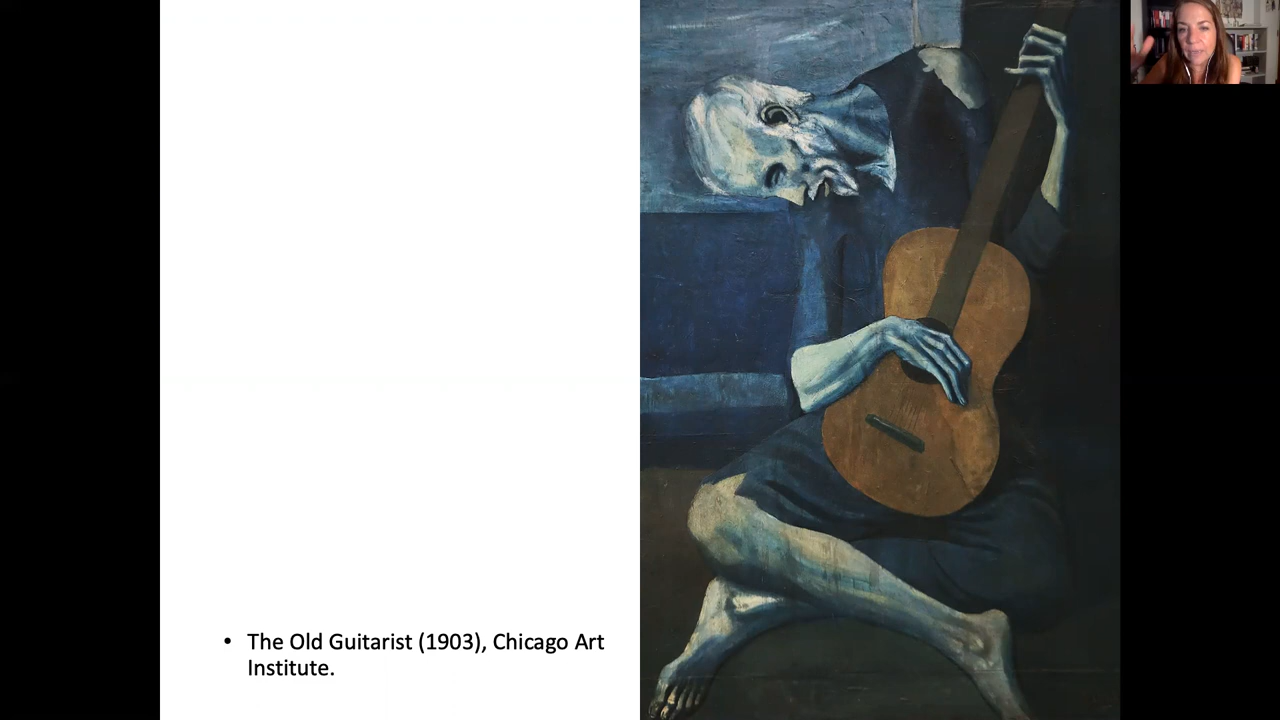 • The Old Guitarist (1903), Chicago Art
Institute.